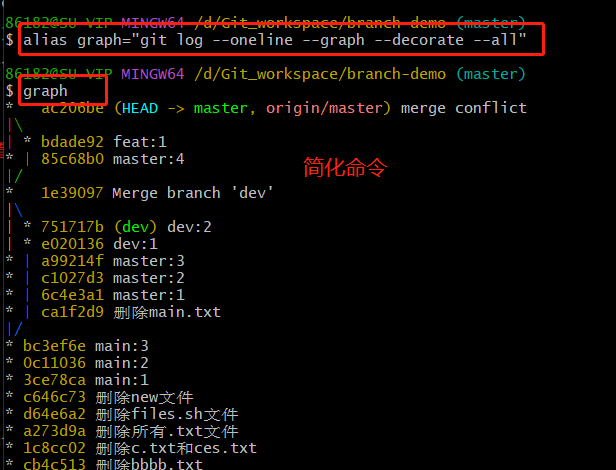 86182@SU-VIP MINGW64 /d/Git_workspace/branch-demo (master)
$ alias graph="git log --oneline --graph --decorate --all"
86182@SU-VIP MINGW64 /d/Git_workspace/branch-demo (master)
$ graph
*   ac206be (HEAD -> master, origin/master) merge conflict
|\
| * bdade92 feat:1
* | 85c68b0 master:4
简化命令
|/
*   1e39097 Merge branch 'dev'
|\
| * 751717b (dev) dev:2
| * e020136 dev:1
* | a99214f master:3
* | c1027d3 master:2
* | 6c4e3a1 master:1
* | ca1f2d9 删除main.txt
|/
* bc3ef6e main:3
* 0c11036 main:2
* 3ce78ca main:1
* c646c73 删除new文件
* d64e6a2 删除files.sh文件
* a273d9a 删除所有.txt文件
* 1c8cc02 删除c.txt和ces.txt
* cb4c513 删除bbbb.txt